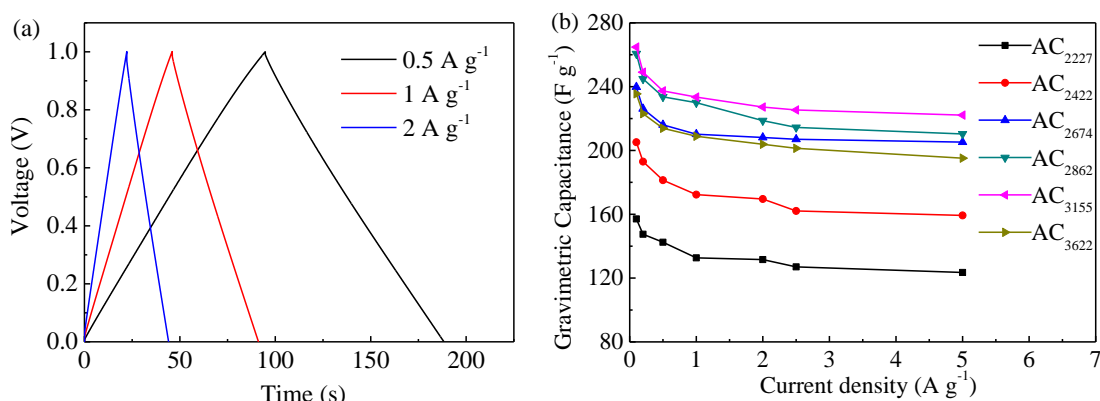 (a)
Voltage (V)
1.0
0.8
0.6
0.4
0.2
0.0
0.5 A g⁻¹
1 A g⁻¹
2 A g⁻¹
0 50 100 150 200
Time (s)
(b)
Gravimetric Capacitance (F g⁻¹)
280
240
200
160
120
80
AC₂₂₂₇
AC₂₄₂₂
AC₂₆₇₄
AC₂₈₆₂
AC₃₁₅₅
AC₃₆₂₂
0 1 2 3 4 5 6 7
Current density (A g⁻¹)